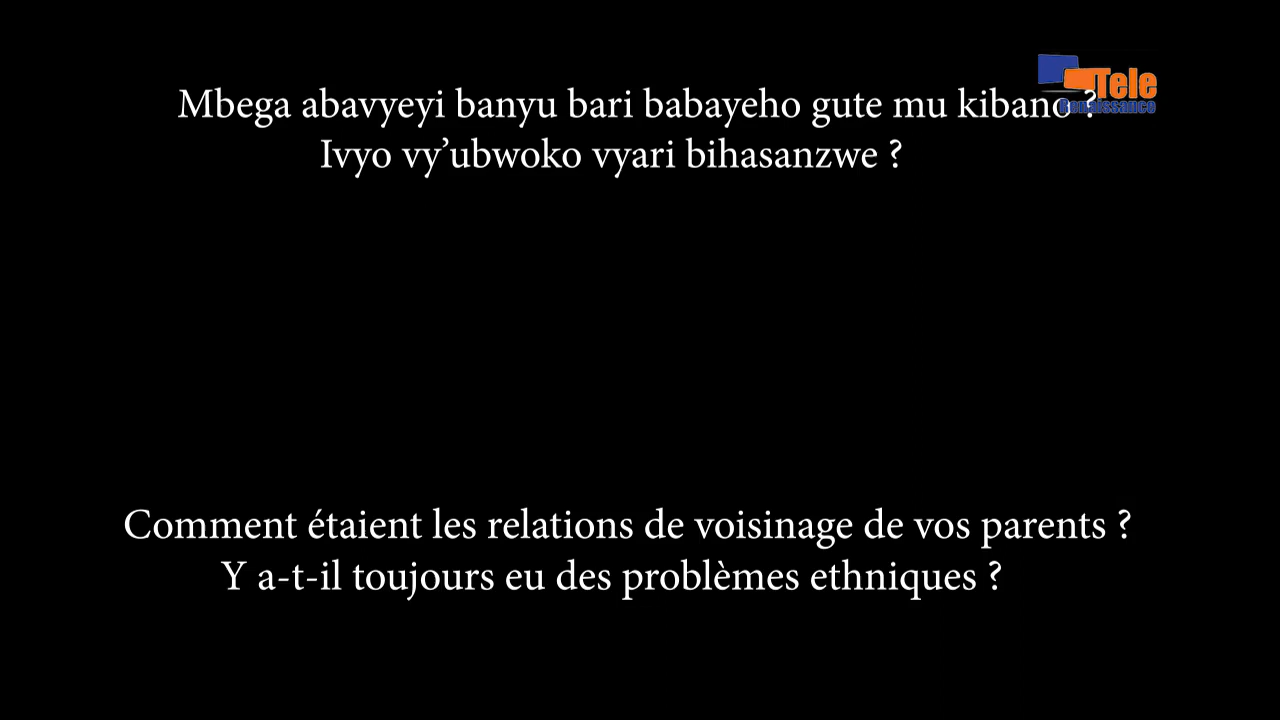 Mbega abavyeyi banyu bari babayeho gute mu kibano ?
Ivyo vy’ubwoko vyari bihasanzwe ?
Tele
Renaissance
Comment étaient les relations de voisinage de vos parents ?
Y a-t-il toujours eu des problèmes ethniques ?